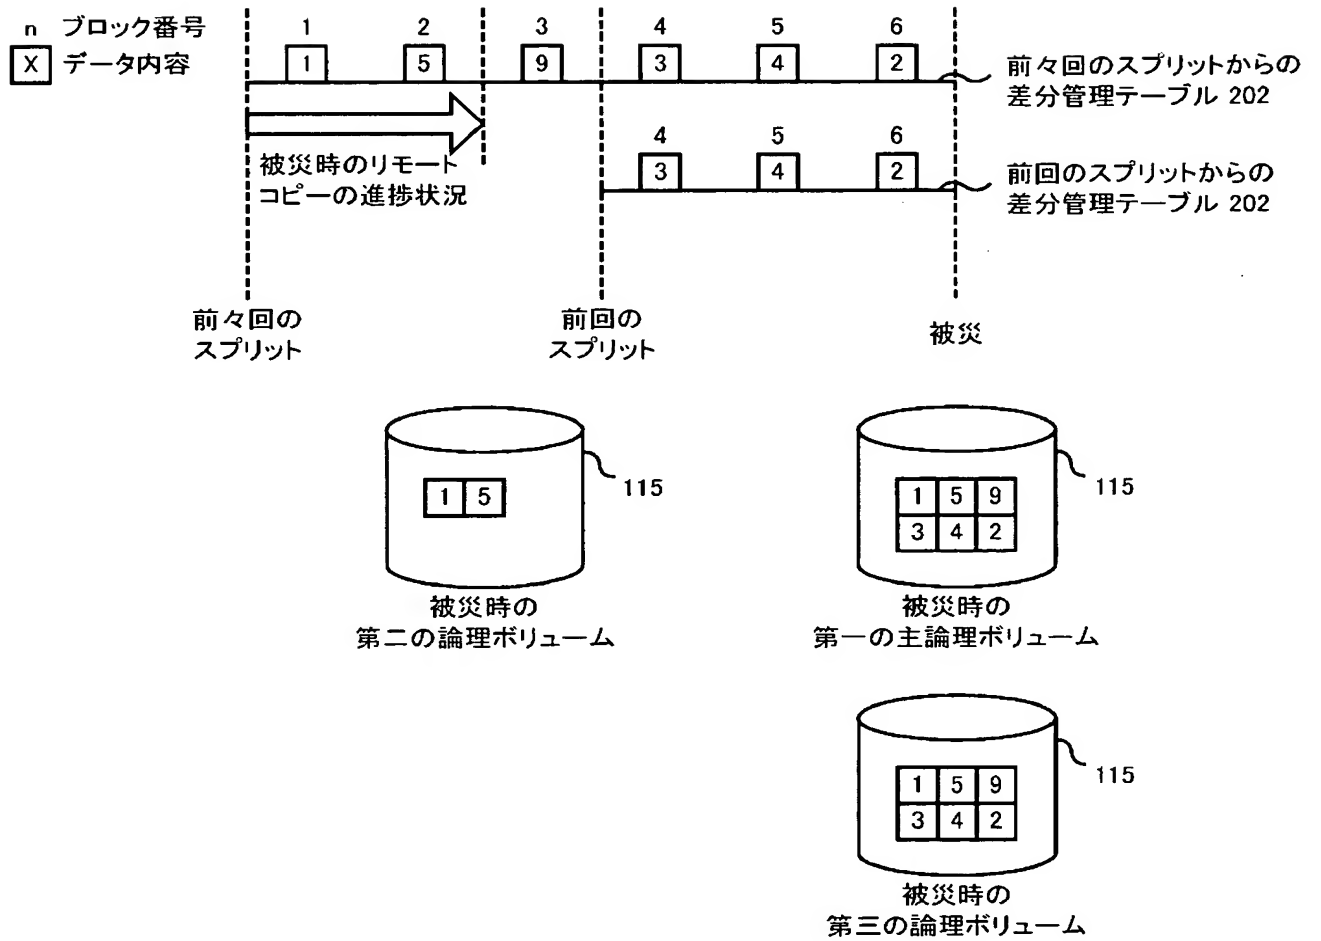 n ブロック番号
X データ内容
1 2 3 4 5 6
1 5 9 3 4 2
前々回のスプリットからの
差分管理テーブル 202
被災時のリモート
コピーの進捗状況
4 5 6
3 4 2
前回のスプリットからの
差分管理テーブル 202
前々回の
スプリット
前回の
スプリット
被災
1 5
115
被災時の
第二の論理ボリューム
1 5 9
3 4 2
115
被災時の
第一の主論理ボリューム
1 5 9
3 4 2
115
被災時の
第三の論理ボリューム